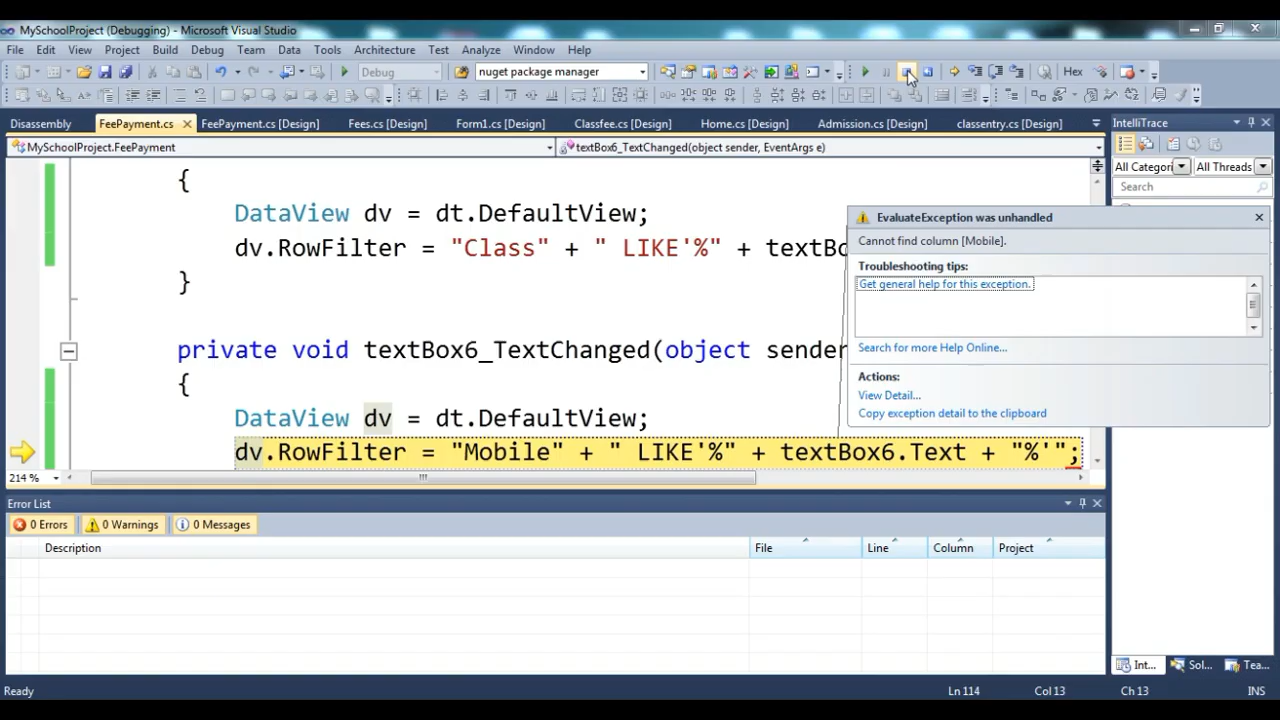 MySchoolProject (Debugging) - Microsoft Visual Studio
File Edit View Project Build Debug Team Data Tools Architecture Test Analyze Window Help
Debug nuget package manager Hex
Disassembly FeePayment.cs FeePayment.cs [Design] Fees.cs [Design] Form1.cs [Design] Classfee.cs [Design] Home.cs [Design] Admission.cs [Design] classentry.cs [Design] IntelliTrace
MySchoolProject.FeePayment textBox6_TextChanged(object sender, EventArgs e)
All Categori All Threads
Search
{
DataView dv = dt.DefaultView;
dv.RowFilter = "Class" + " LIKE'%" + textBo
}
private void textBox6_TextChanged(object sender
{
DataView dv = dt.DefaultView;
dv.RowFilter = "Mobile" + " LIKE'%" + textBox6.Text + "%'";
EvaluateException was unhandled
Cannot find column [Mobile].
Troubleshooting tips:
Get general help for this exception.
Search for more Help Online...
Actions:
View Detail...
Copy exception detail to the clipboard
214 %
Error List
0 Errors 0 Warnings 0 Messages
Description File Line Column Project
Int... Sol... Tea...
Ready Ln 114 Col 13 Ch 13 INS